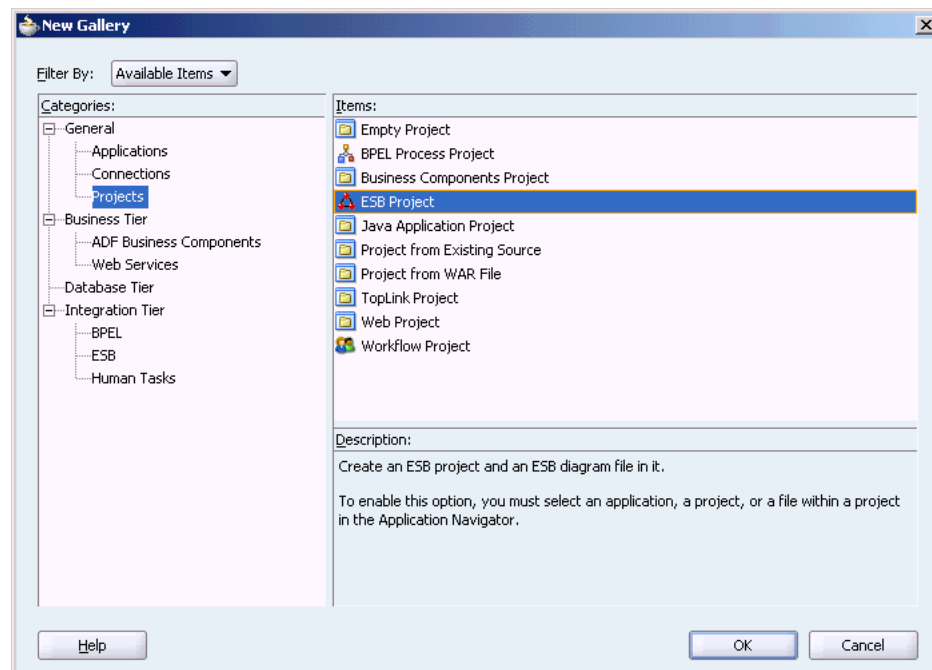 New Gallery
Filter By: Available Items
Categories:
General
Applications
Connections
Projects
Business Tier
ADF Business Components
Web Services
Database Tier
Integration Tier
BPEL
ESB
Human Tasks
Items:
Empty Project
BPEL Process Project
Business Components Project
ESB Project
Java Application Project
Project from Existing Source
Project from WAR File
TopLink Project
Web Project
Workflow Project
Description:
Create an ESB project and an ESB diagram file in it.
To enable this option, you must select an application, a project, or a file within a project
in the Application Navigator.
Help OK Cancel